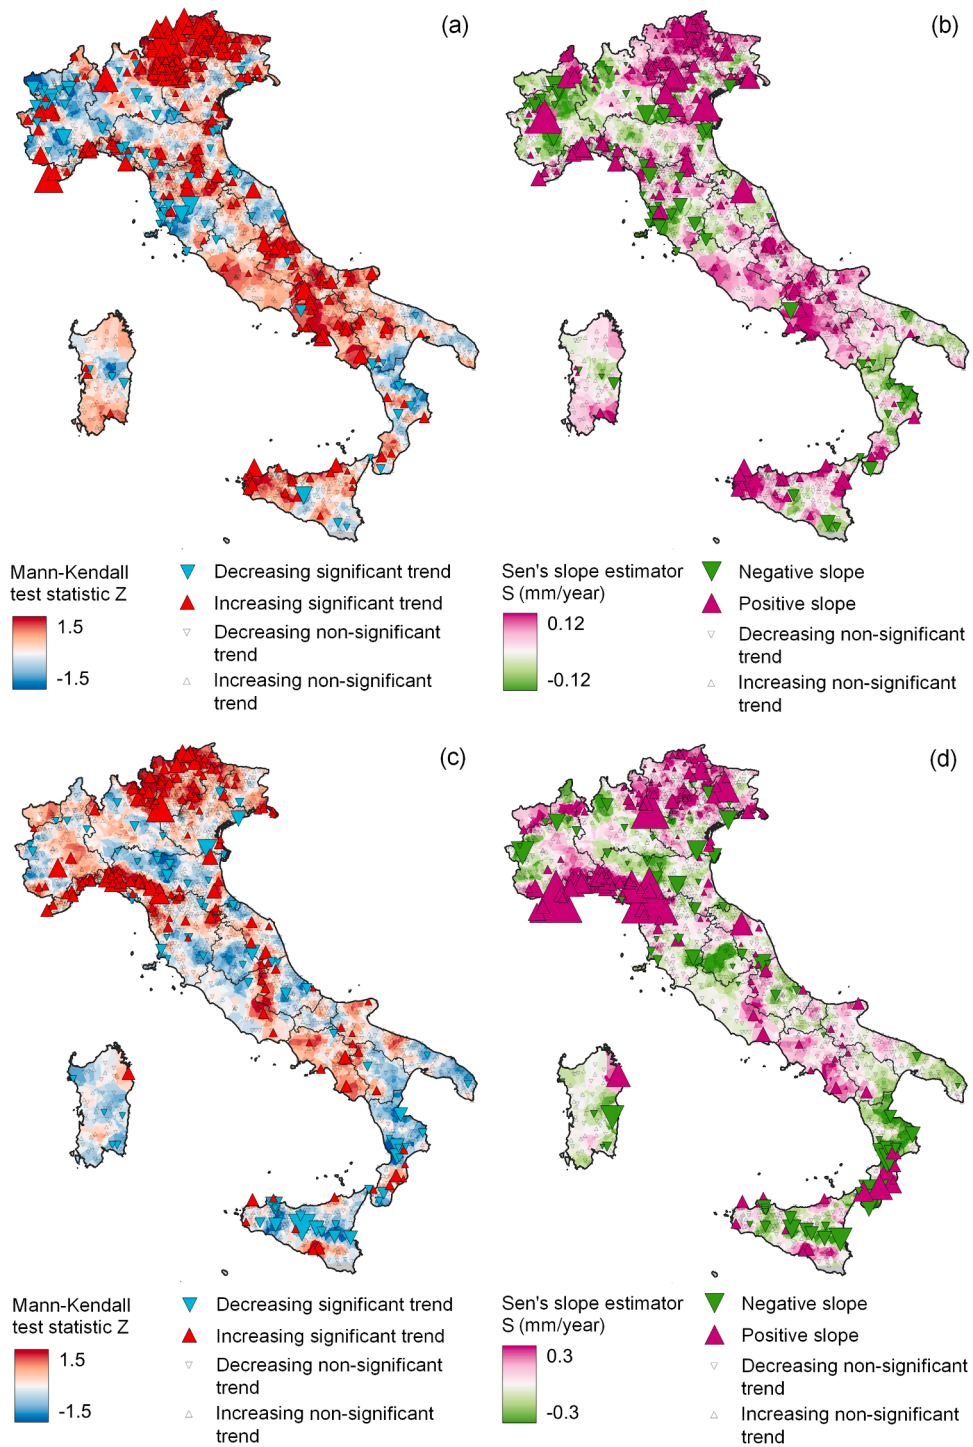 (a)
(b)
Mann-Kendall
test statistic Z
1.5
-1.5
Decreasing significant trend
Increasing significant trend
Decreasing non-significant
trend
Increasing non-significant
trend
Sen's slope estimator
S (mm/year)
0.12
-0.12
Negative slope
Positive slope
Decreasing non-significant
trend
Increasing non-significant
trend
(c)
(d)
Mann-Kendall
test statistic Z
1.5
-1.5
Decreasing significant trend
Increasing significant trend
Decreasing non-significant
trend
Increasing non-significant
trend
Sen's slope estimator
S (mm/year)
0.3
-0.3
Negative slope
Positive slope
Decreasing non-significant
trend
Increasing non-significant
trend